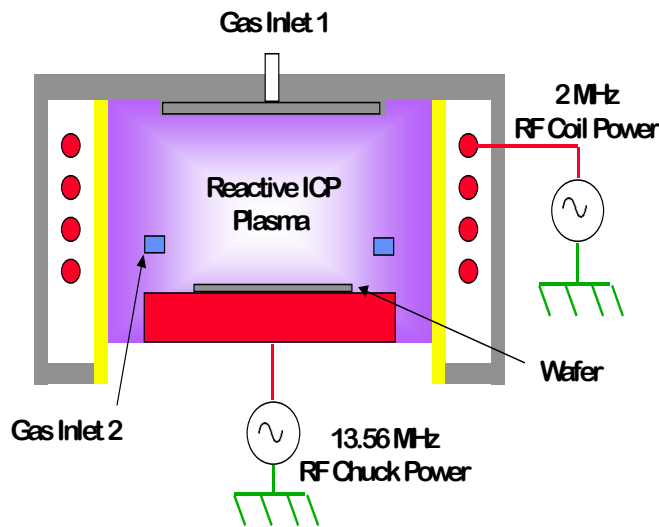 Gas Inlet 1
2 MHz
RF Coil Power
Reactive ICP
Plasma
Wafer
Gas Inlet 2
13.56 MHz
RF Chuck Power